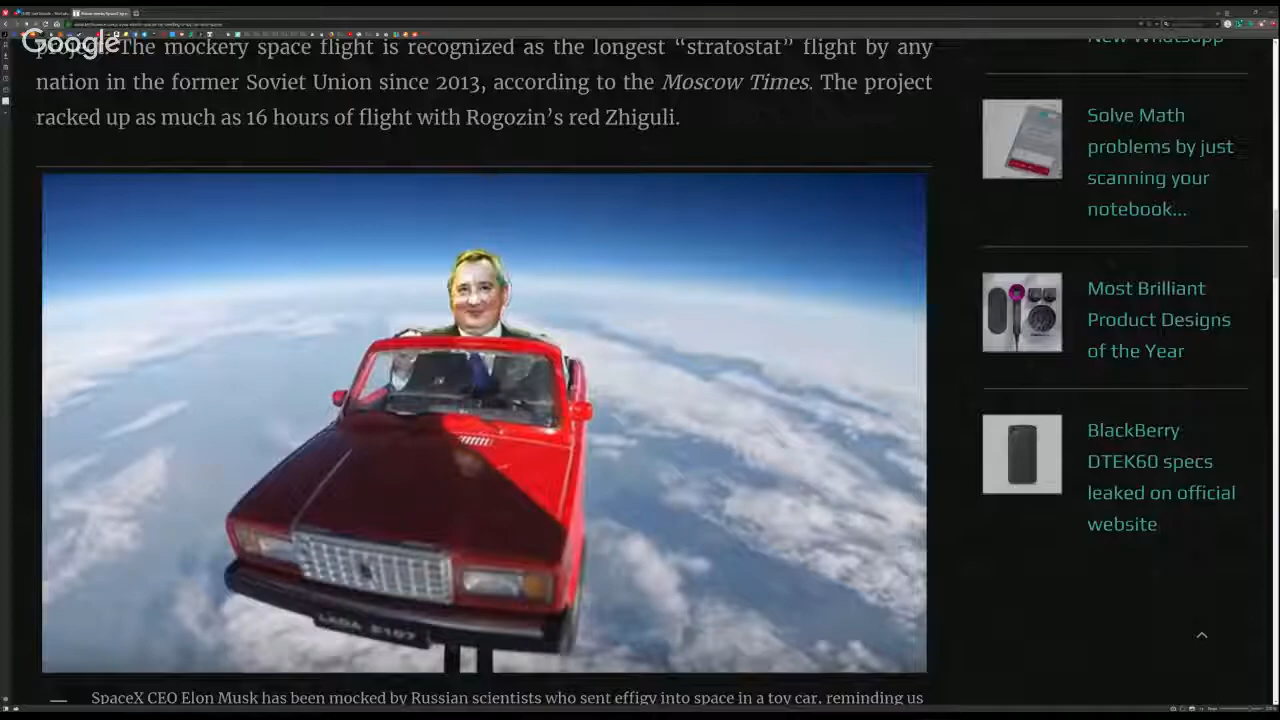 Google
The mockery space flight is recognized as the longest “stratostat” flight by any
nation in the former Soviet Union since 2013, according to the Moscow Times. The project
racked up as much as 16 hours of flight with Rogozin’s red Zhiguli.
LADA 2107
SpaceX CEO Elon Musk has been mocked by Russian scientists who sent effigy into space in a toy car, reminding us
New Whatsapp
Solve Math
problems by just
scanning your
notebook...
Most Brilliant
Product Designs
of the Year
BlackBerry
DTEK60 specs
leaked on official
website